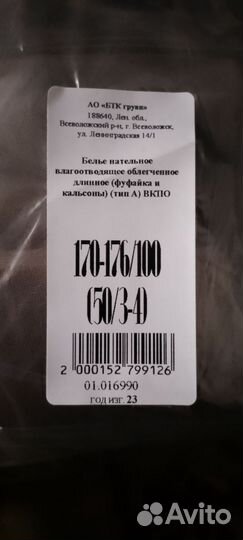 АО «БТК групп»
188640, Лен. обл.,
Всеволожский р-н, г. Всеволожск,
ул. Ленинградская 14/1
Белье нательное
влагоотводящее облегченное
длинное (фуфайка и
кальсоны) (тип А) ВКПО
170-176/100
(50/3-4)
2 000152 799126
01.016990
год изг. 23
Avito